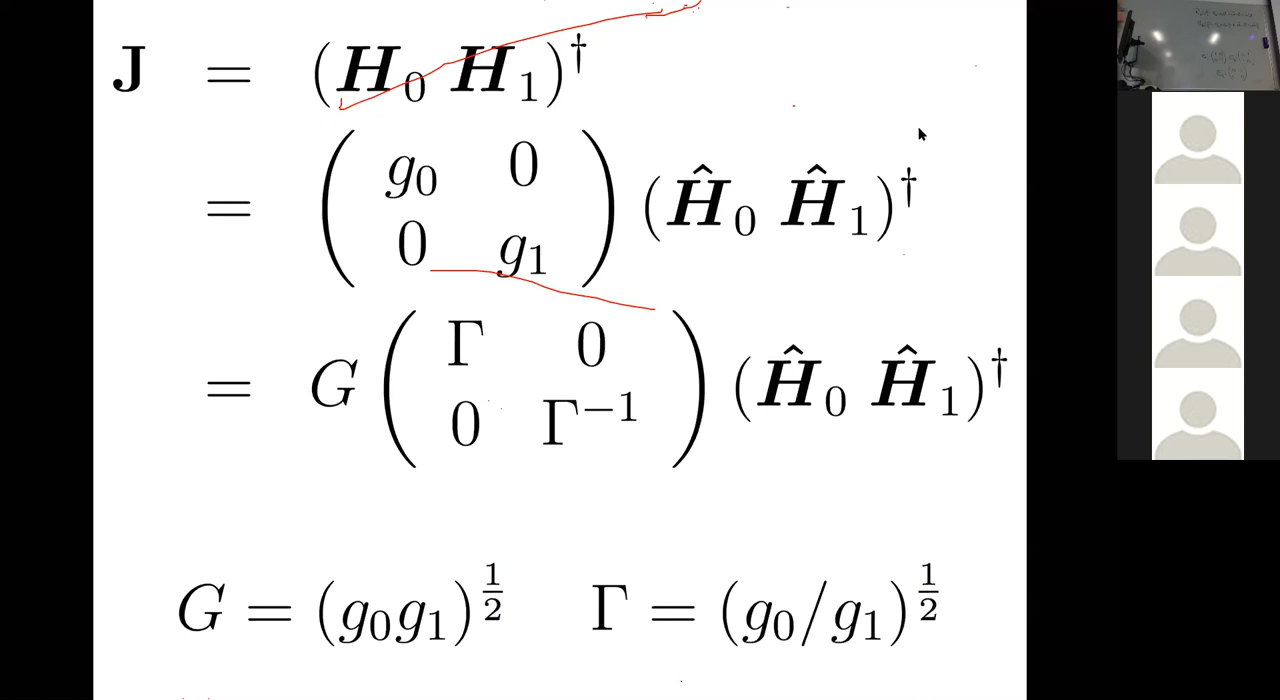 J = (H₀ H₁)†
= ( g₀ 0 ; 0 g₁ ) (Ĥ₀ Ĥ₁)†
= G ( Γ 0 ; 0 Γ⁻¹ ) (Ĥ₀ Ĥ₁)†
G = (g₀g₁)^½ Γ = (g₀/g₁)^½